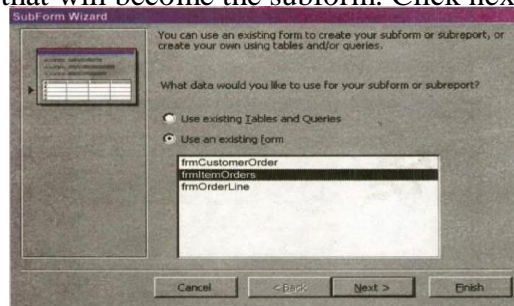 that will become the subform. Click nex
SubForm Wizard
You can use an existing form to create your subform or subreport, or
create your own using tables and/or queries.
What data would you like to use for your subform or subreport?
Use existing Tables and Queries
Use an existing form
frmCustomerOrder
frmItemOrders
frmOrderLine
Cancel
< Back
Next >
Finish